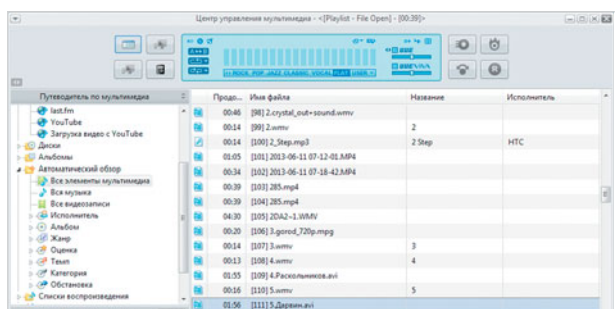 Центр управления мультимедиа - <[Playlist - File Open] - [00:39]>
A↔B
<< ROCK POP JAZZ CLASSIC VOCAL FLAT USER >>
BBE
BBE ViVA
Путеводитель по мультимедиа
Продо... Имя файла Название Исполнитель
last.fm
YouTube
Загрузка видео с YouTube
Диски
Альбомы
Автоматический обзор
Все элементы мультимедиа
Вся музыка
Все видеозаписи
Исполнитель
Альбом
Жанр
Оценка
Темп
Категория
Обстановка
Списки воспроизведения
00:46 [98] 2.crystal_out+sound.wmv
00:14 [99] 2.wmv 2
00:14 [100] 2_Step.mp3 2 Step HTC
01:05 [101] 2013-06-11 07-12-01.MP4
00:34 [102] 2013-06-11 07-18-42.MP4
00:39 [103] 285.mp4
00:39 [104] 285.mp4
04:30 [105] 2DA2~1.WMV
00:20 [106] 3.gorod_720p.mpg
00:14 [107] 3.wmv 3
00:13 [108] 4.wmv 4
01:55 [109] 4.Раскольников.avi
00:16 [110] 5.wmv 5
01:56 [111] 5.Дарвин.avi